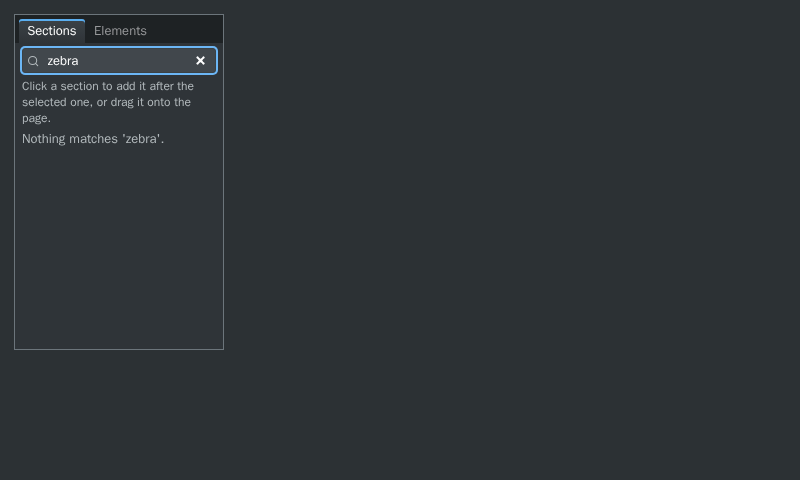 Sections Elements
zebra
Click a section to add it after the
selected one, or drag it onto the
page.
Nothing matches 'zebra'.